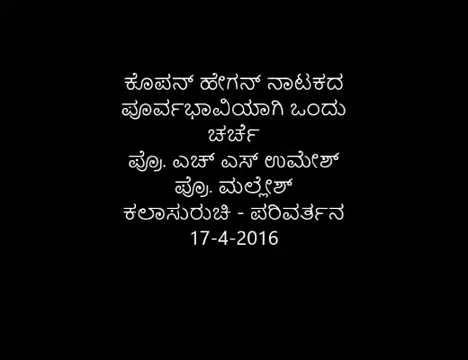 ಕೊಪನ್ ಹೇಗನ್ ನಾಟಕದ
ಪೂರ್ವಭಾವಿಯಾಗಿ ಒಂದು
ಚರ್ಚೆ
ಪ್ರೊ. ಎಚ್ ಎಸ್ ಉಮೇಶ್
ಪ್ರೊ. ಮಲ್ಲೇಶ್
ಕಲಾಸುರುಚಿ - ಪರಿವರ್ತನ
17-4-2016